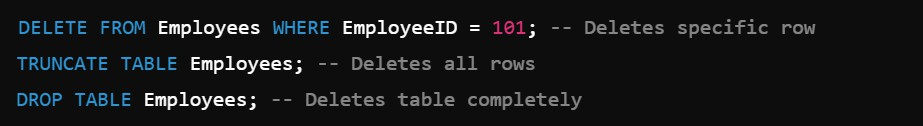 DELETE FROM Employees WHERE EmployeeID = 101; -- Deletes specific row
TRUNCATE TABLE Employees; -- Deletes all rows
DROP TABLE Employees; -- Deletes table completely